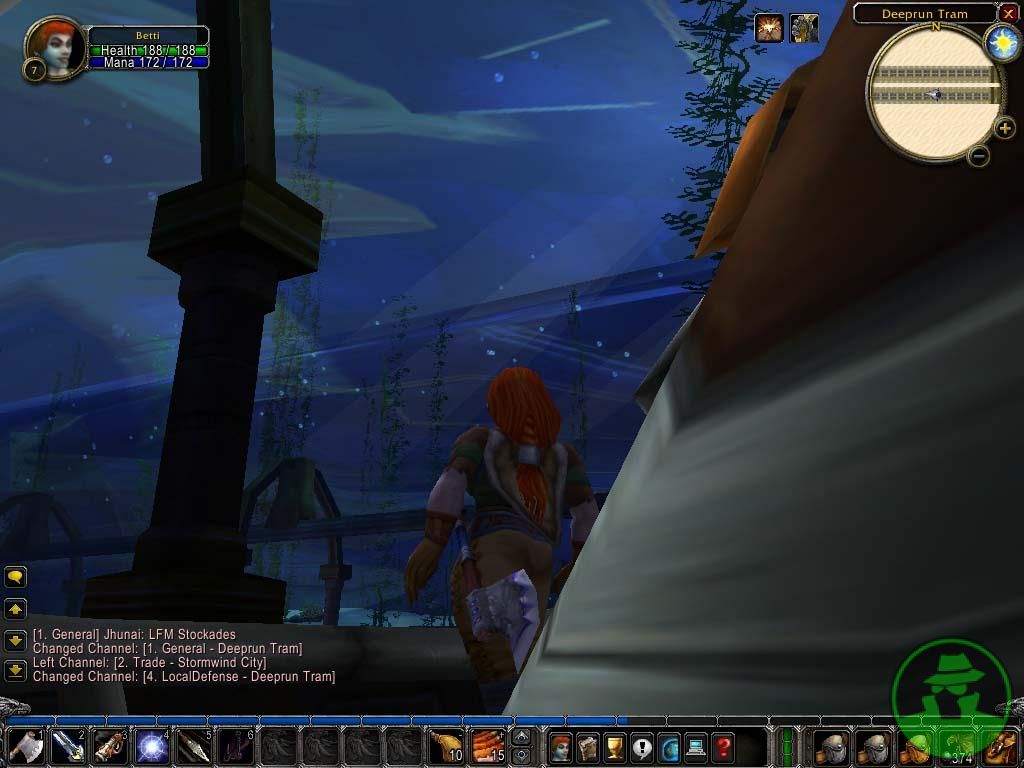 Betti
Deeprun Tram
N
Health 188 / 188
Mana 172 / 172
7
[1. General] Jhunai: LFM Stockades
Changed Channel: [1. General - Deeprun Tram]
Left Channel: [2. Trade - Stormwind City]
Changed Channel: [4. LocalDefense - Deeprun Tram]
2 3 4 5 6
10 15 374